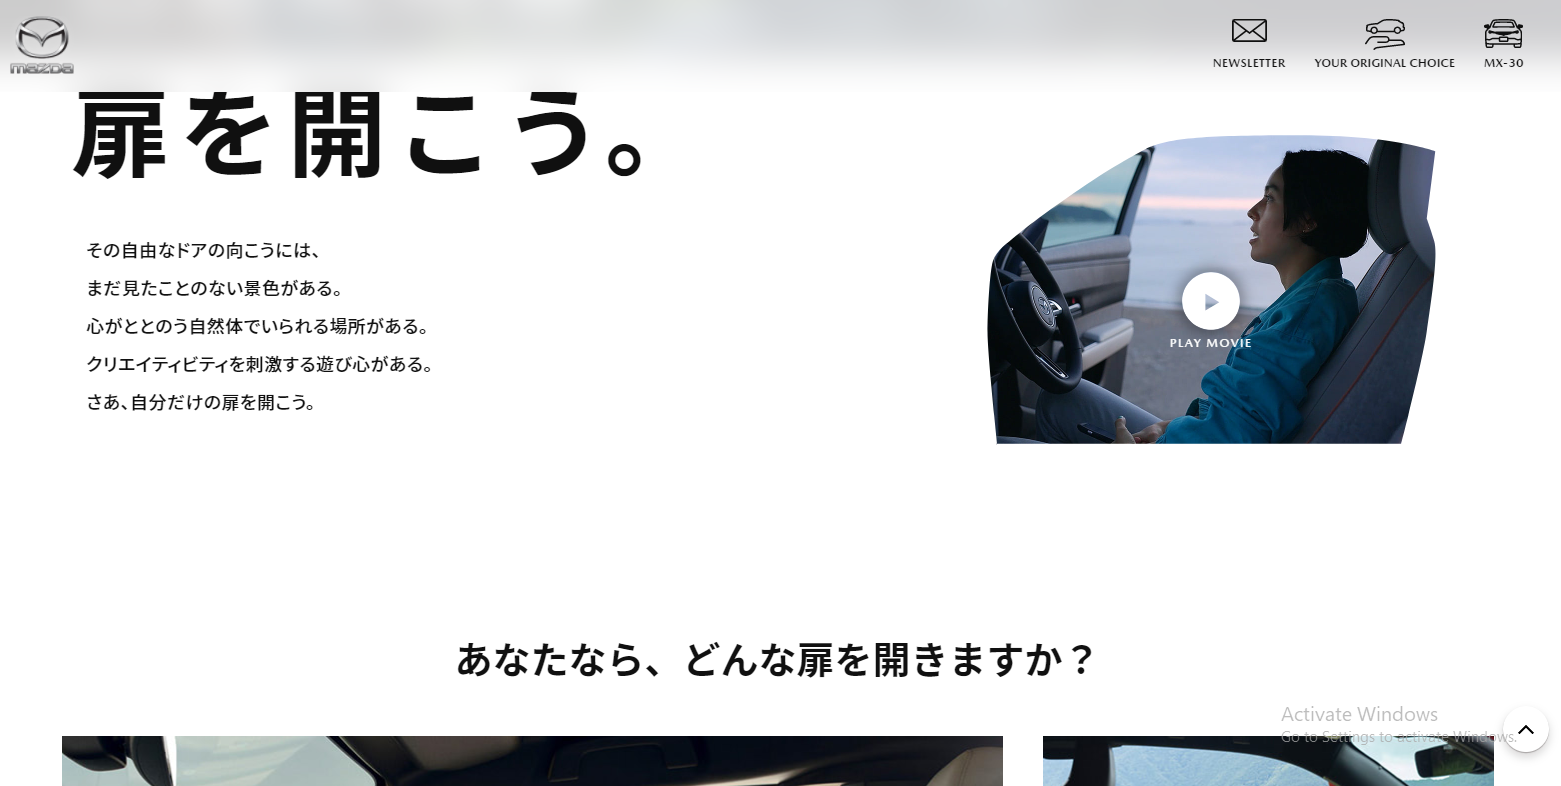 mazda
NEWSLETTER
YOUR ORIGINAL CHOICE
MX-30
扉を開こう。
その自由なドアの向こうには、
まだ見たことのない景色がある。
心がととのう自然体でいられる場所がある。
クリエイティビティを刺激する遊び心がある。
さあ、自分だけの扉を開こう。
PLAY MOVIE
あなたなら、どんな扉を開きますか？
Activate Windows
Go to Settings to activate Windows.